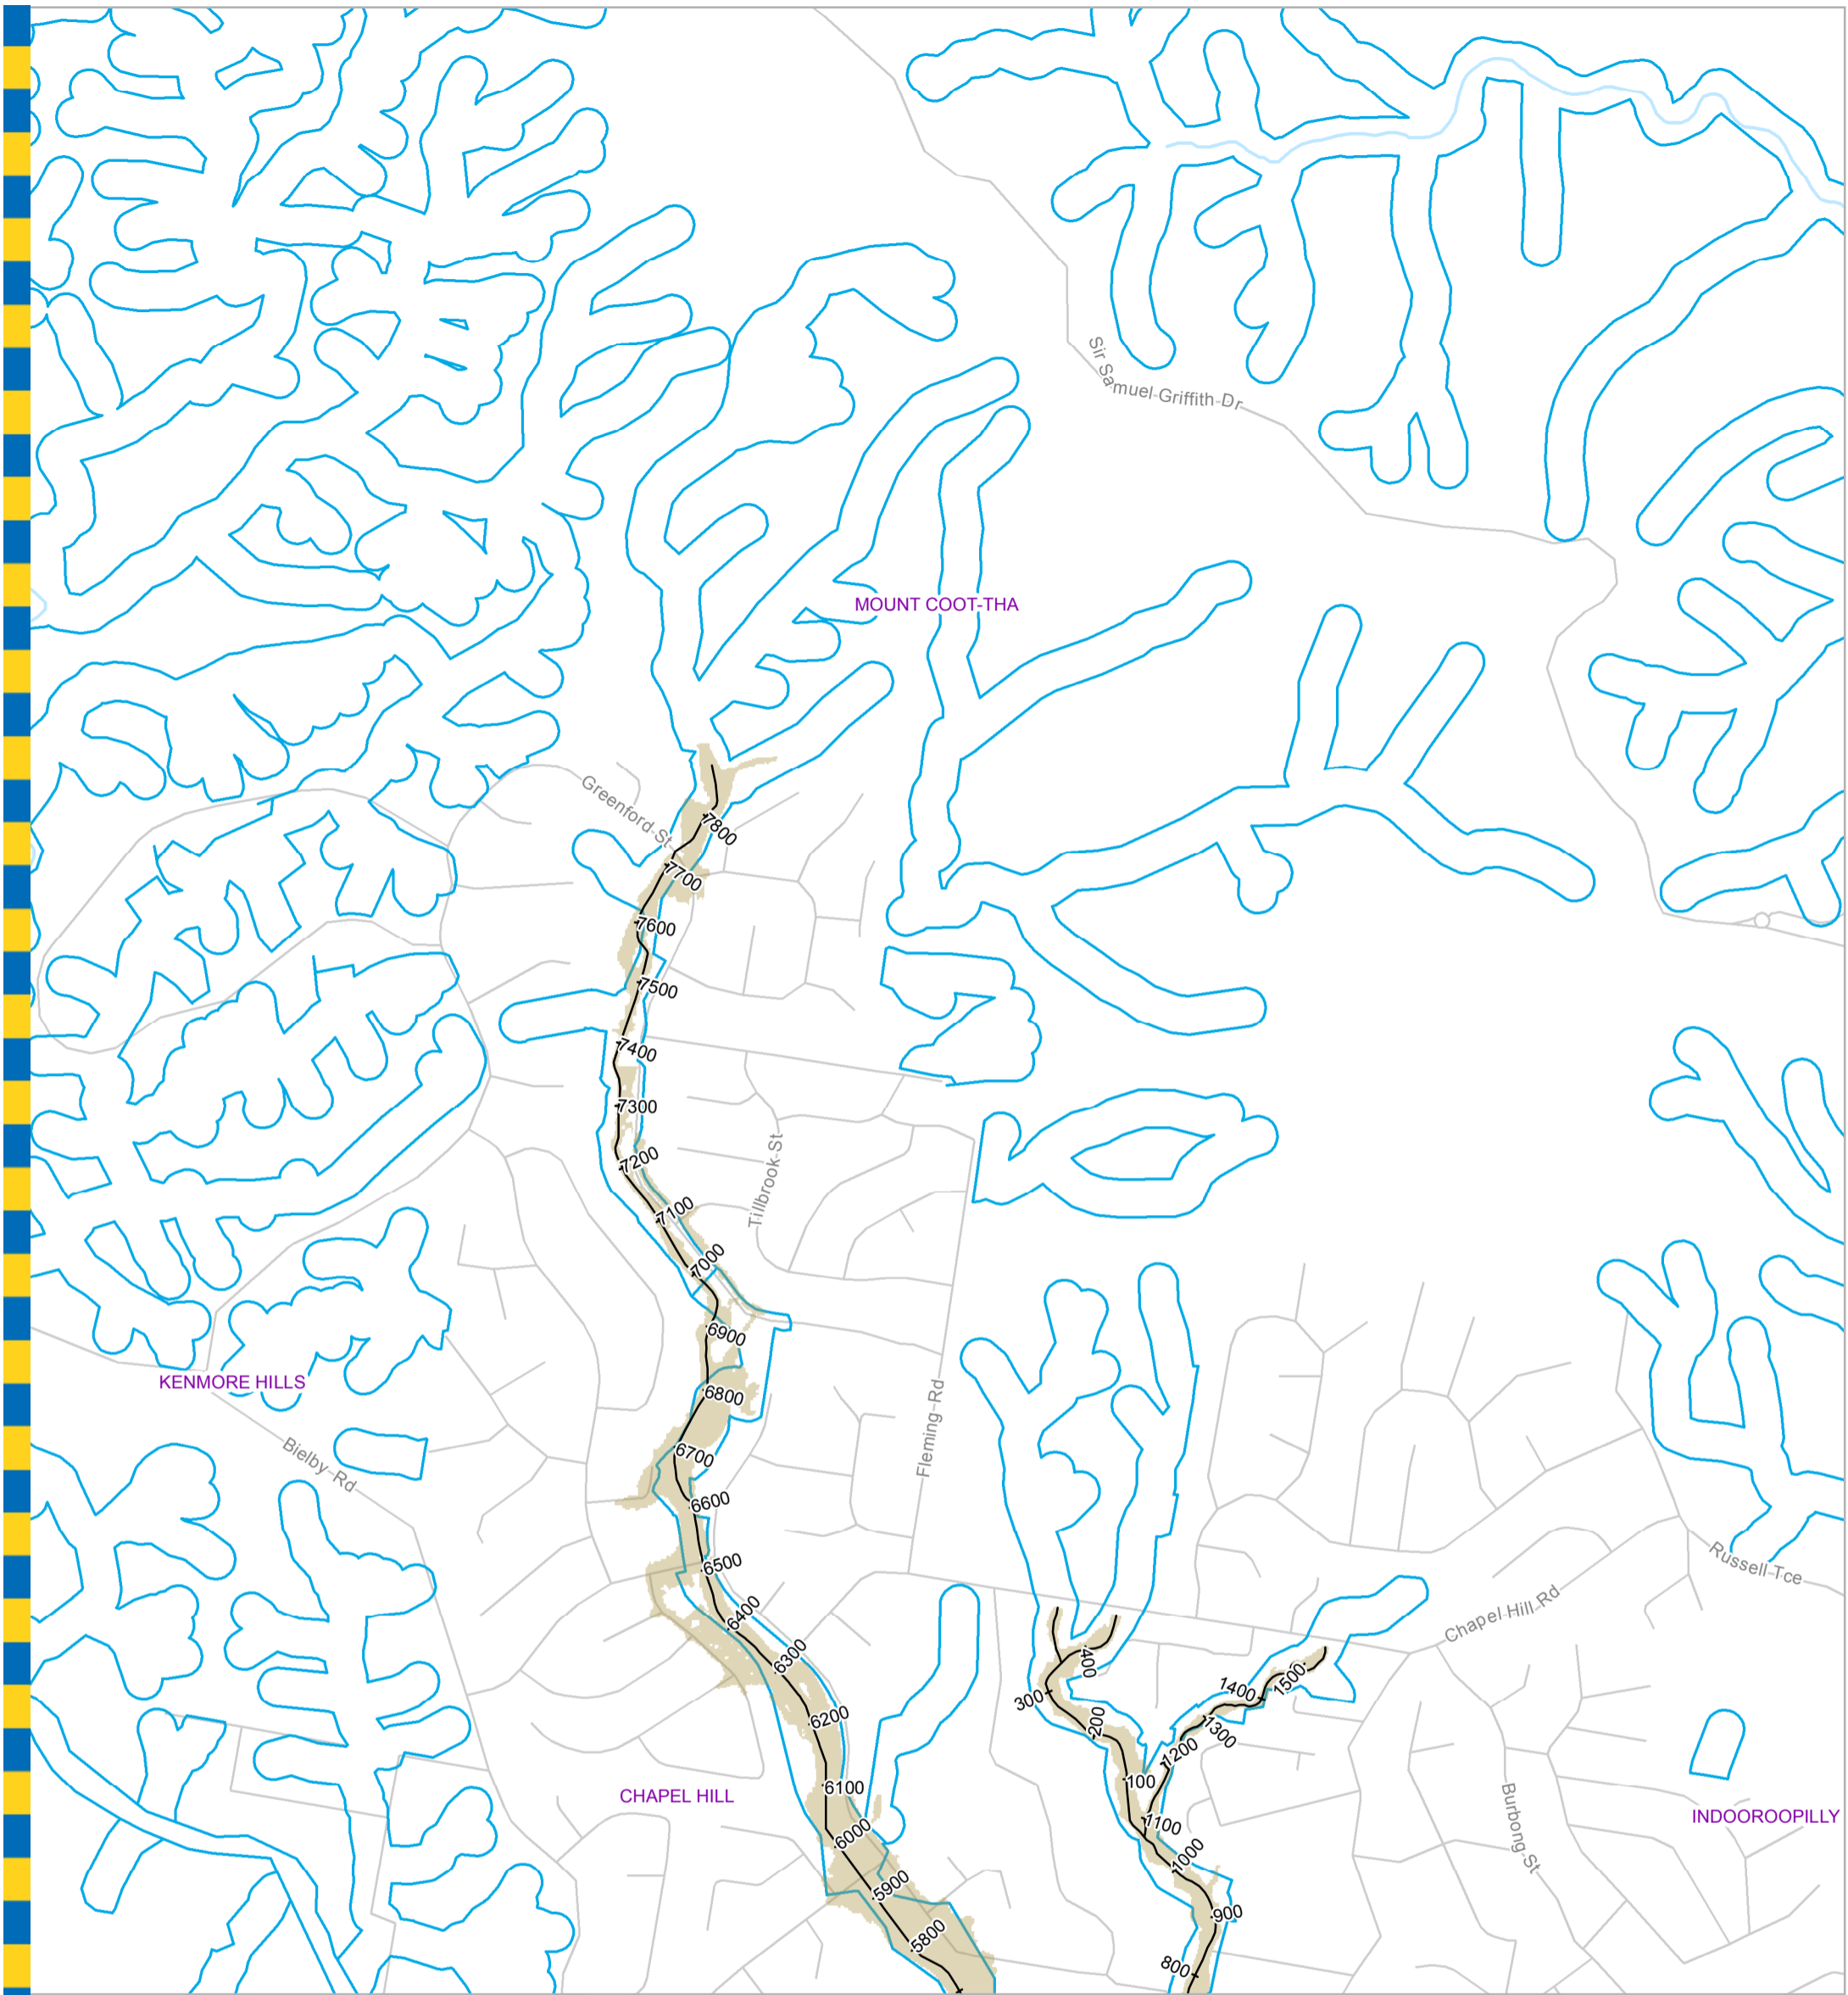 Sir Samuel Griffith Dr
MOUNT COOT-THA
Greenford St
7800
7700
7600
7500
7400
7300
7200
Tillbrook St
7100
7000
6900
KENMORE HILLS
6800
Fleming Rd
Bielby Rd
6700
6600
6500
Russell Tce
Chapel Hill Rd
6400
6300
400
1500
1400
300
200
1300
6200
1200
100
6100
CHAPEL HILL
INDOOROOPILLY
Burbong St
1100
6000
1000
5900
900
5800
800